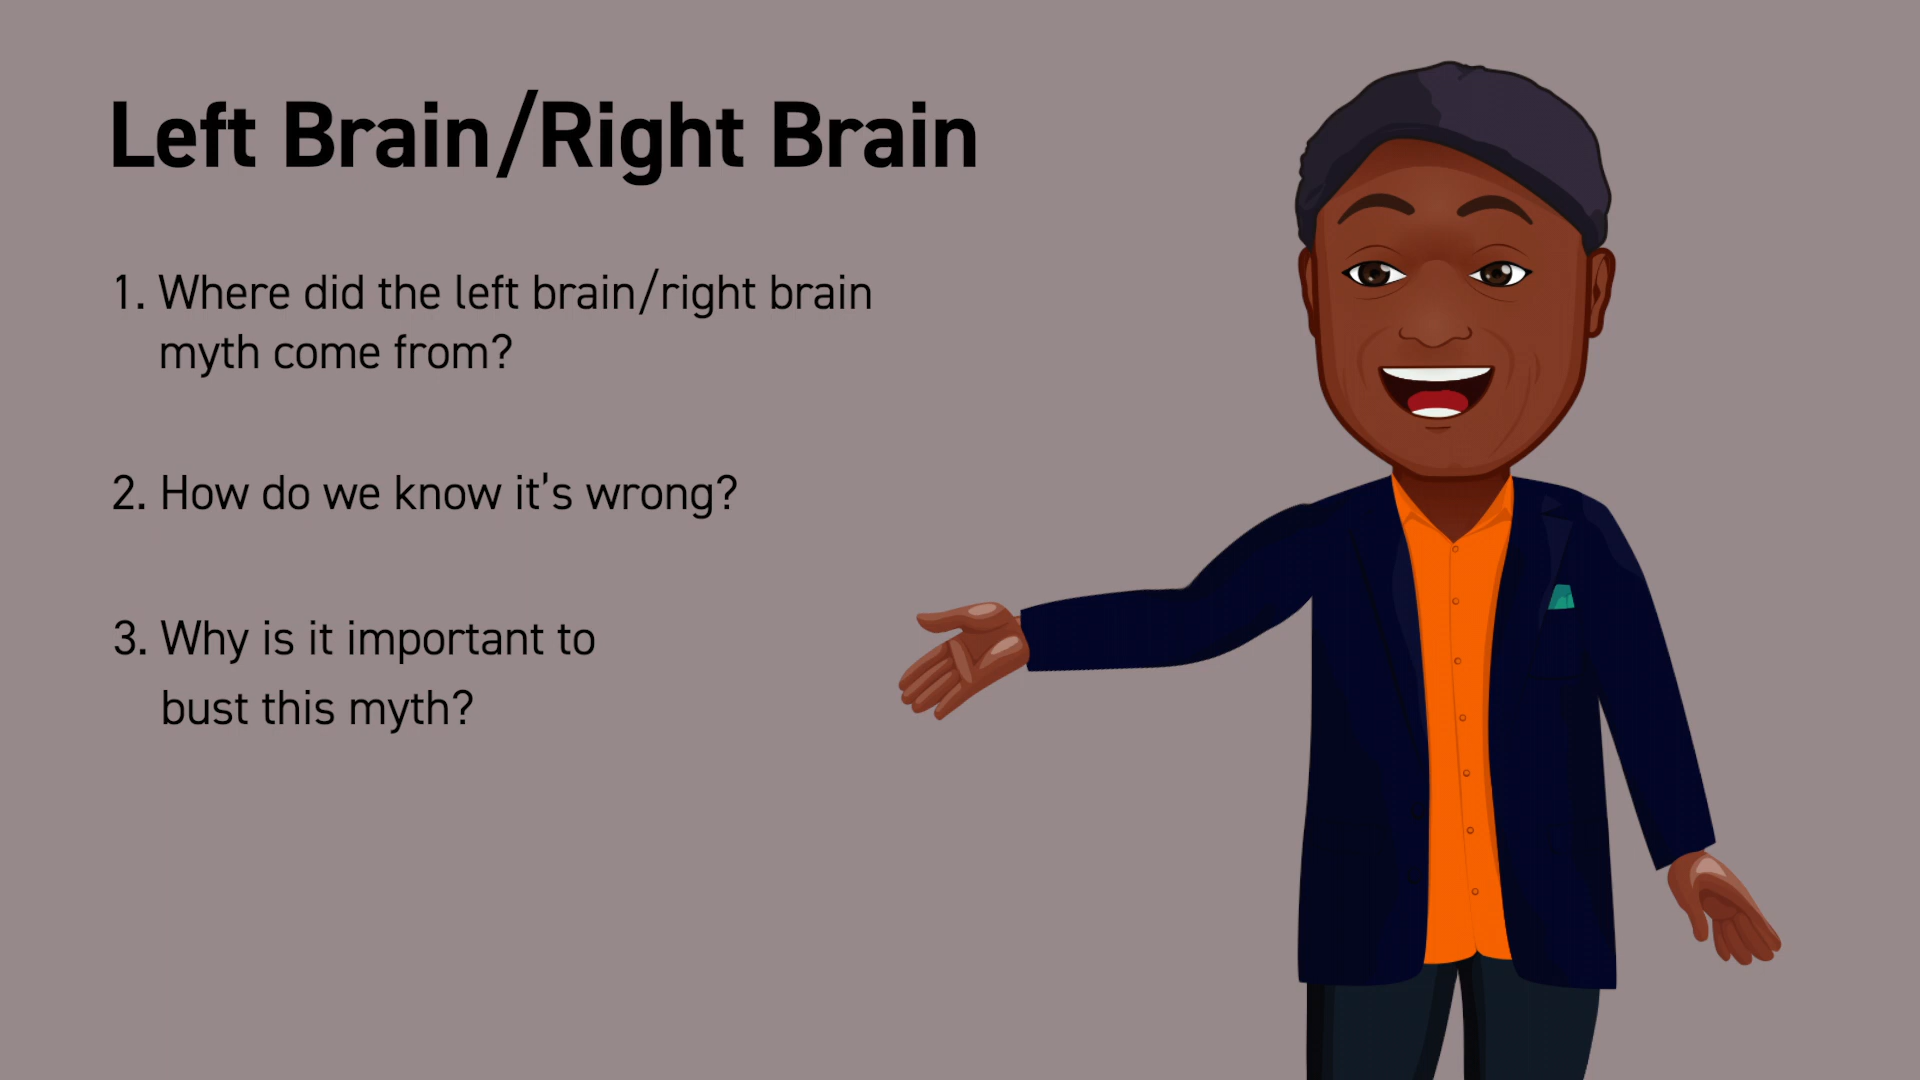 Left Brain/Right Brain
1. Where did the left brain/right brain
myth come from?
2. How do we know it’s wrong?
3. Why is it important to
bust this myth?